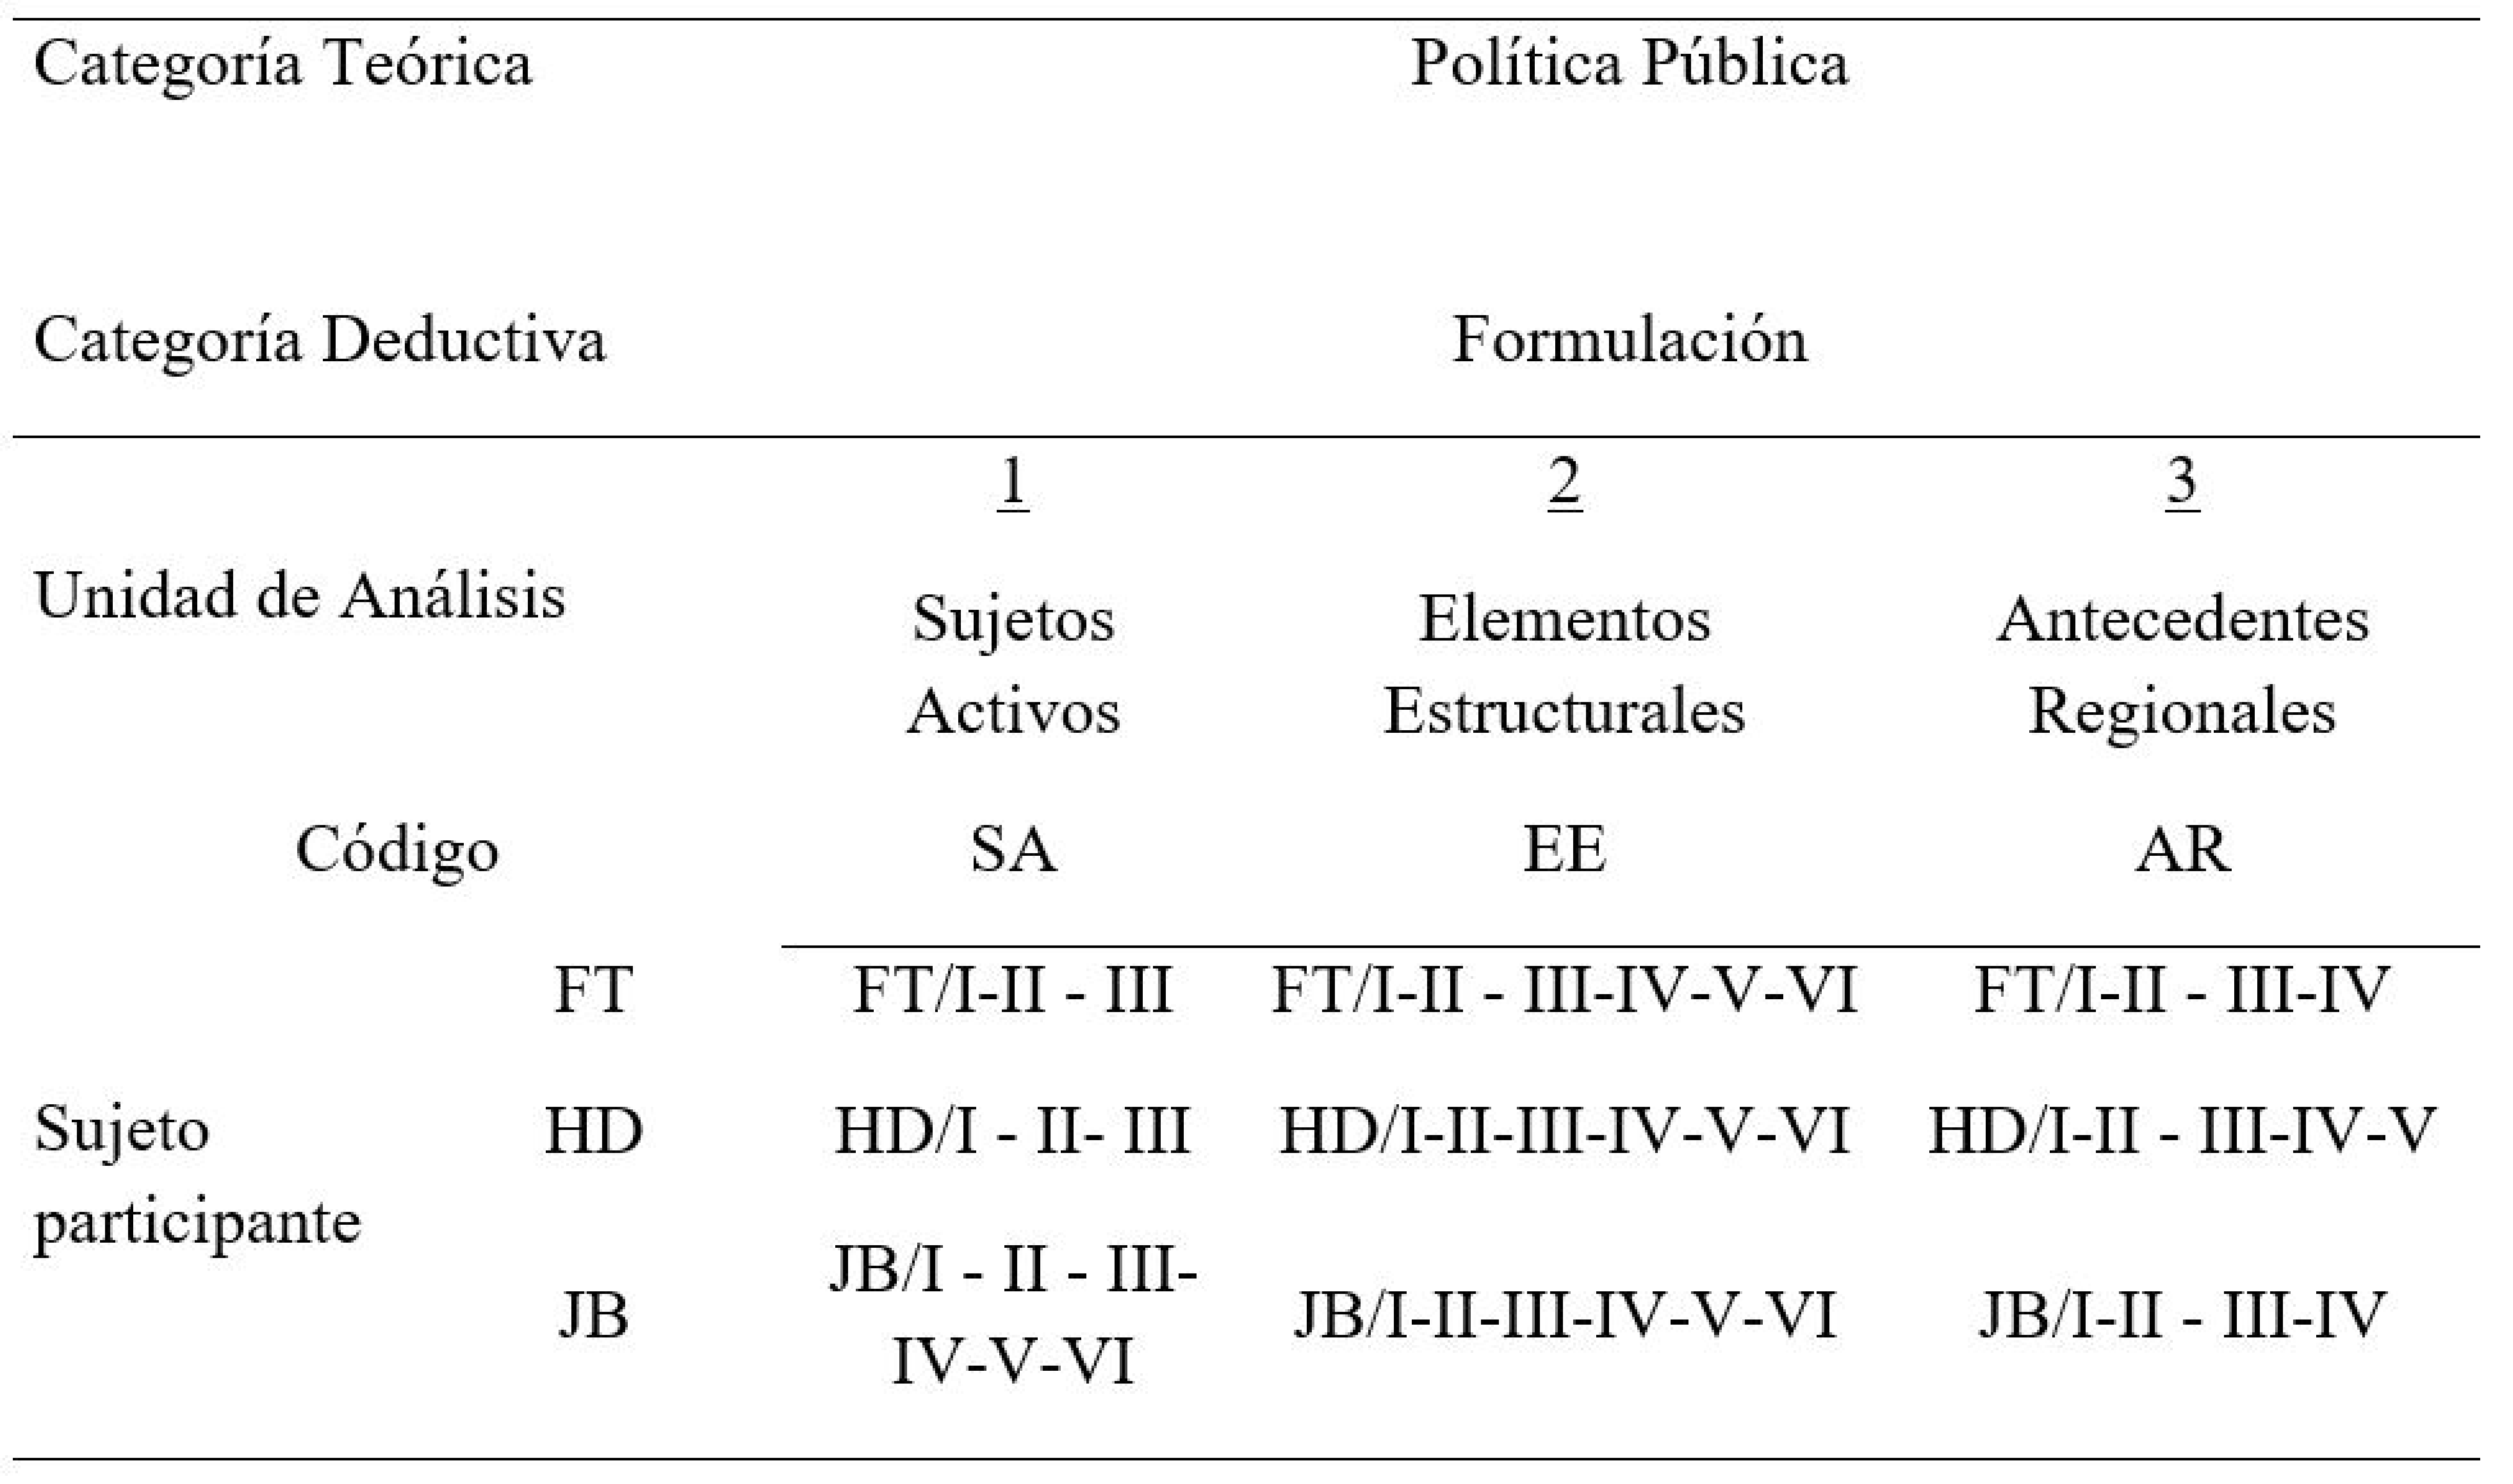 Categoría Teórica Política Pública
Categoría Deductiva Formulación
1 2 3
Unidad de Análisis
Sujetos Elementos Antecedentes
Activos Estructurales Regionales
Código SA EE AR
FT FT/I-II - III FT/I-II - III-IV-V-VI FT/I-II - III-IV
Sujeto HD HD/I - II- III HD/I-II-III-IV-V-VI HD/I-II - III-IV-V
participante
JB/I - II - III-
JB JB/I-II-III-IV-V-VI JB/I-II - III-IV
IV-V-VI